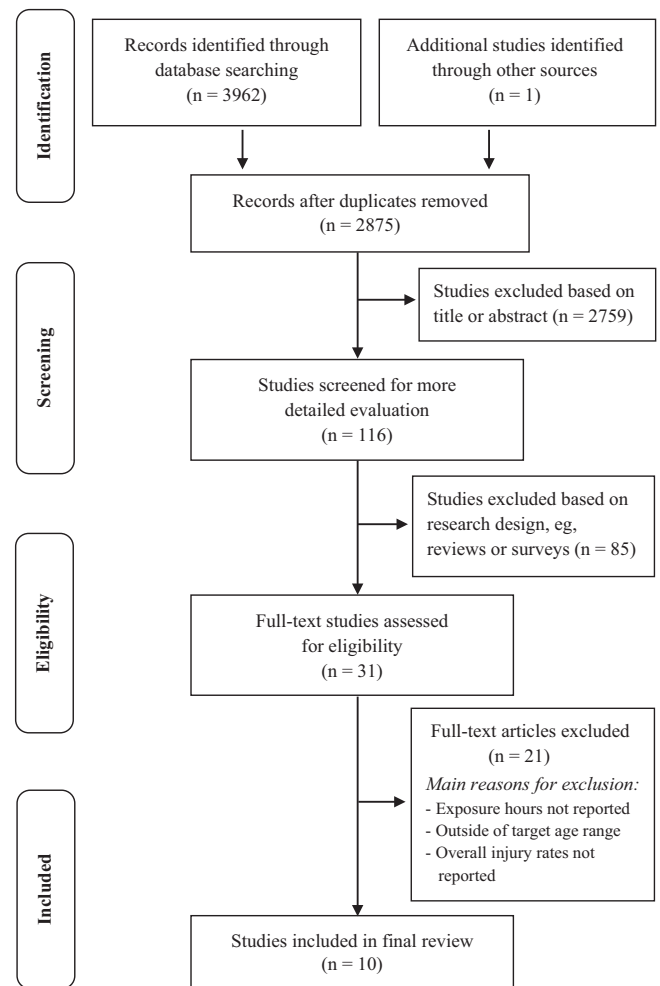 Identification
Records identified through
database searching
(n = 3962)
Additional studies identified
through other sources
(n = 1)
Records after duplicates removed
(n = 2875)
Screening
Studies excluded based on
title or abstract (n = 2759)
Studies screened for more
detailed evaluation
(n = 116)
Studies excluded based on
research design, eg,
reviews or surveys (n = 85)
Eligibility
Full-text studies assessed
for eligibility
(n = 31)
Full-text articles excluded
(n = 21)
Main reasons for exclusion:
- Exposure hours not reported
- Outside of target age range
- Overall injury rates not
reported
Included
Studies included in final review
(n = 10)